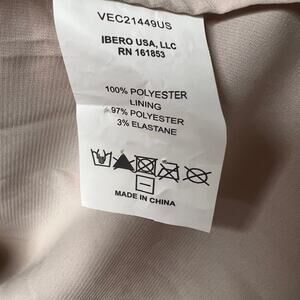 VEC21449US
IBERO USA, LLC
RN 161853
100% POLYESTER
LINING
97% POLYESTER
3% ELASTANE
MADE IN CHINA